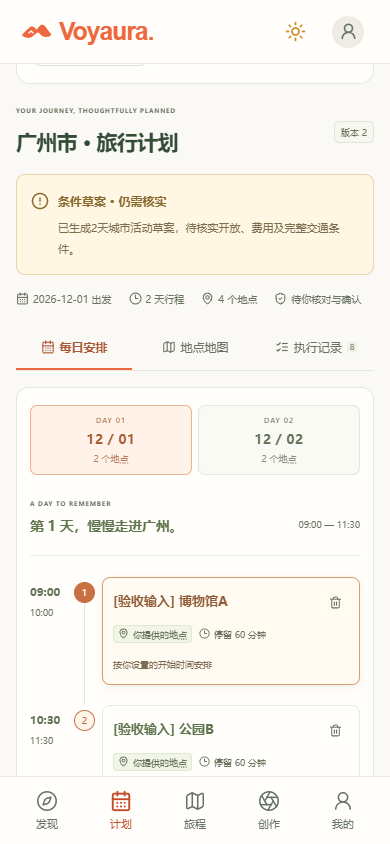 Voyaura.
YOUR JOURNEY, THOUGHTFULLY PLANNED
广州市 • 旅行计划
版本 2
条件草案 · 仍需核实
已生成2天城市活动草案，待核实开放、费用及完整交通条
件。
2026-12-01 出发
2 天行程
4 个地点
待你核对与确认
每日安排
地点地图
执行记录 8
DAY 01
12 / 01
2 个地点
DAY 02
12 / 02
2 个地点
A DAY TO REMEMBER
第 1 天，慢慢走进广州。
09:00 — 11:30
09:00
10:00
1
[验收输入] 博物馆A
你提供的地点
停留 60 分钟
按你设置的开始时间安排
10:30
11:30
2
[验收输入] 公园B
你提供的地点
停留 60 分钟
发现
计划
旅程
创作
我的